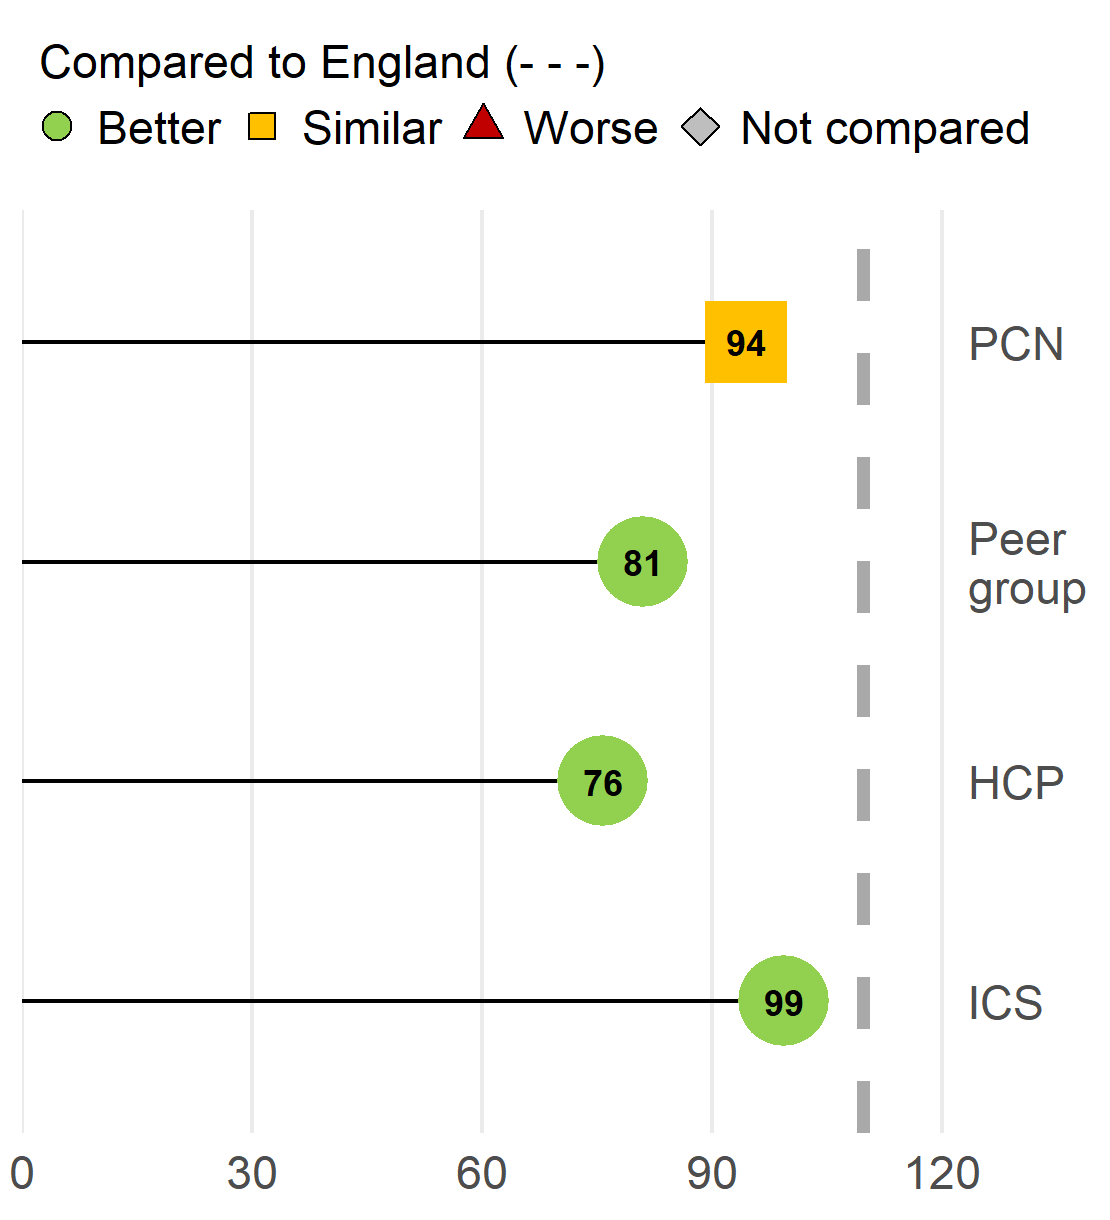 Compared to England (- - -)
Better Similar Worse Not compared
94 PCN
81 Peer
group
76 HCP
99 ICS
0 30 60 90 120